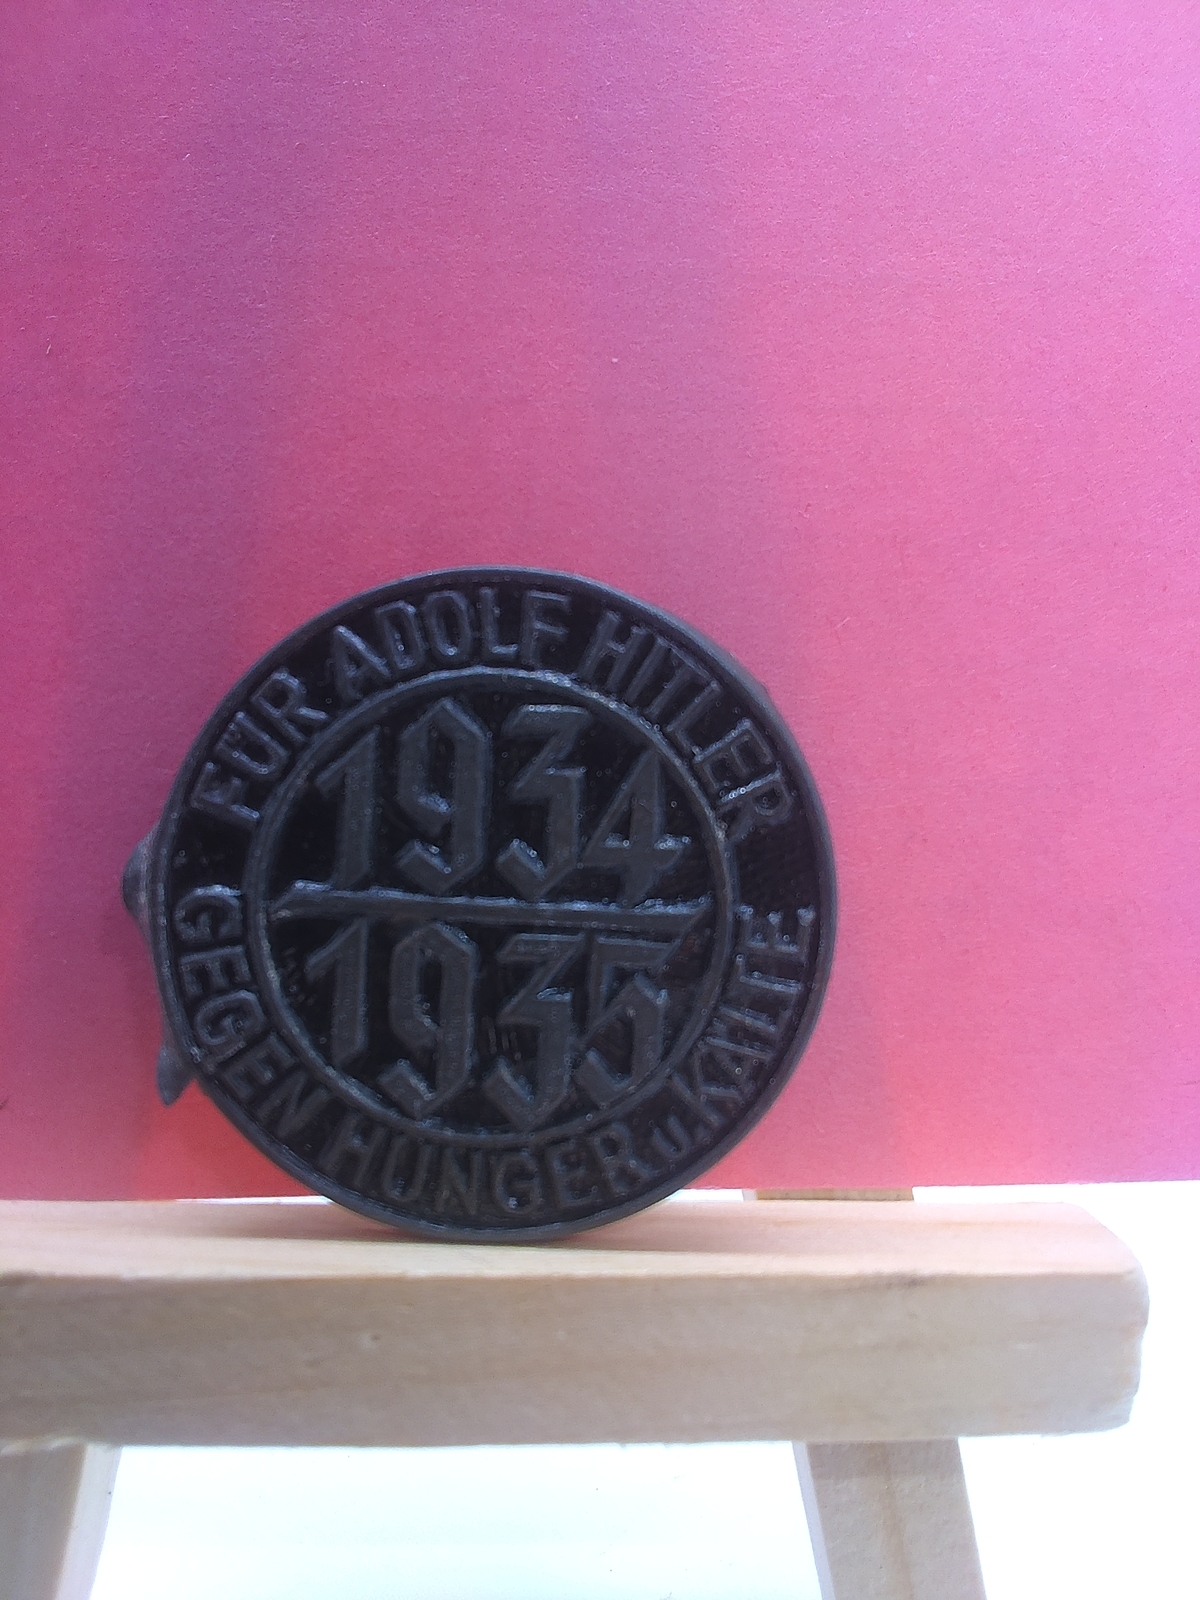 FÜR ADOLF HITLER
1934
1935
GEGEN HUNGER u. KÄLTE